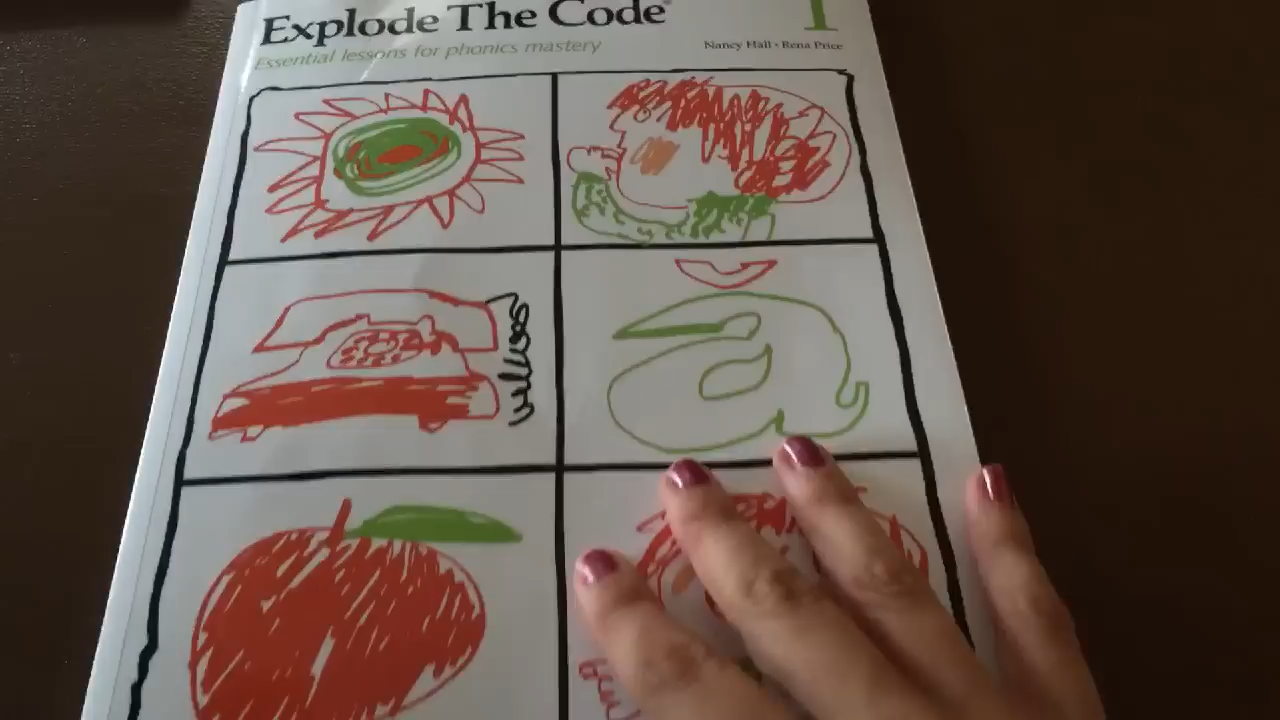 Explode The Code®
1
Essential lessons for phonics mastery
Nancy Hall • Rena Price
a